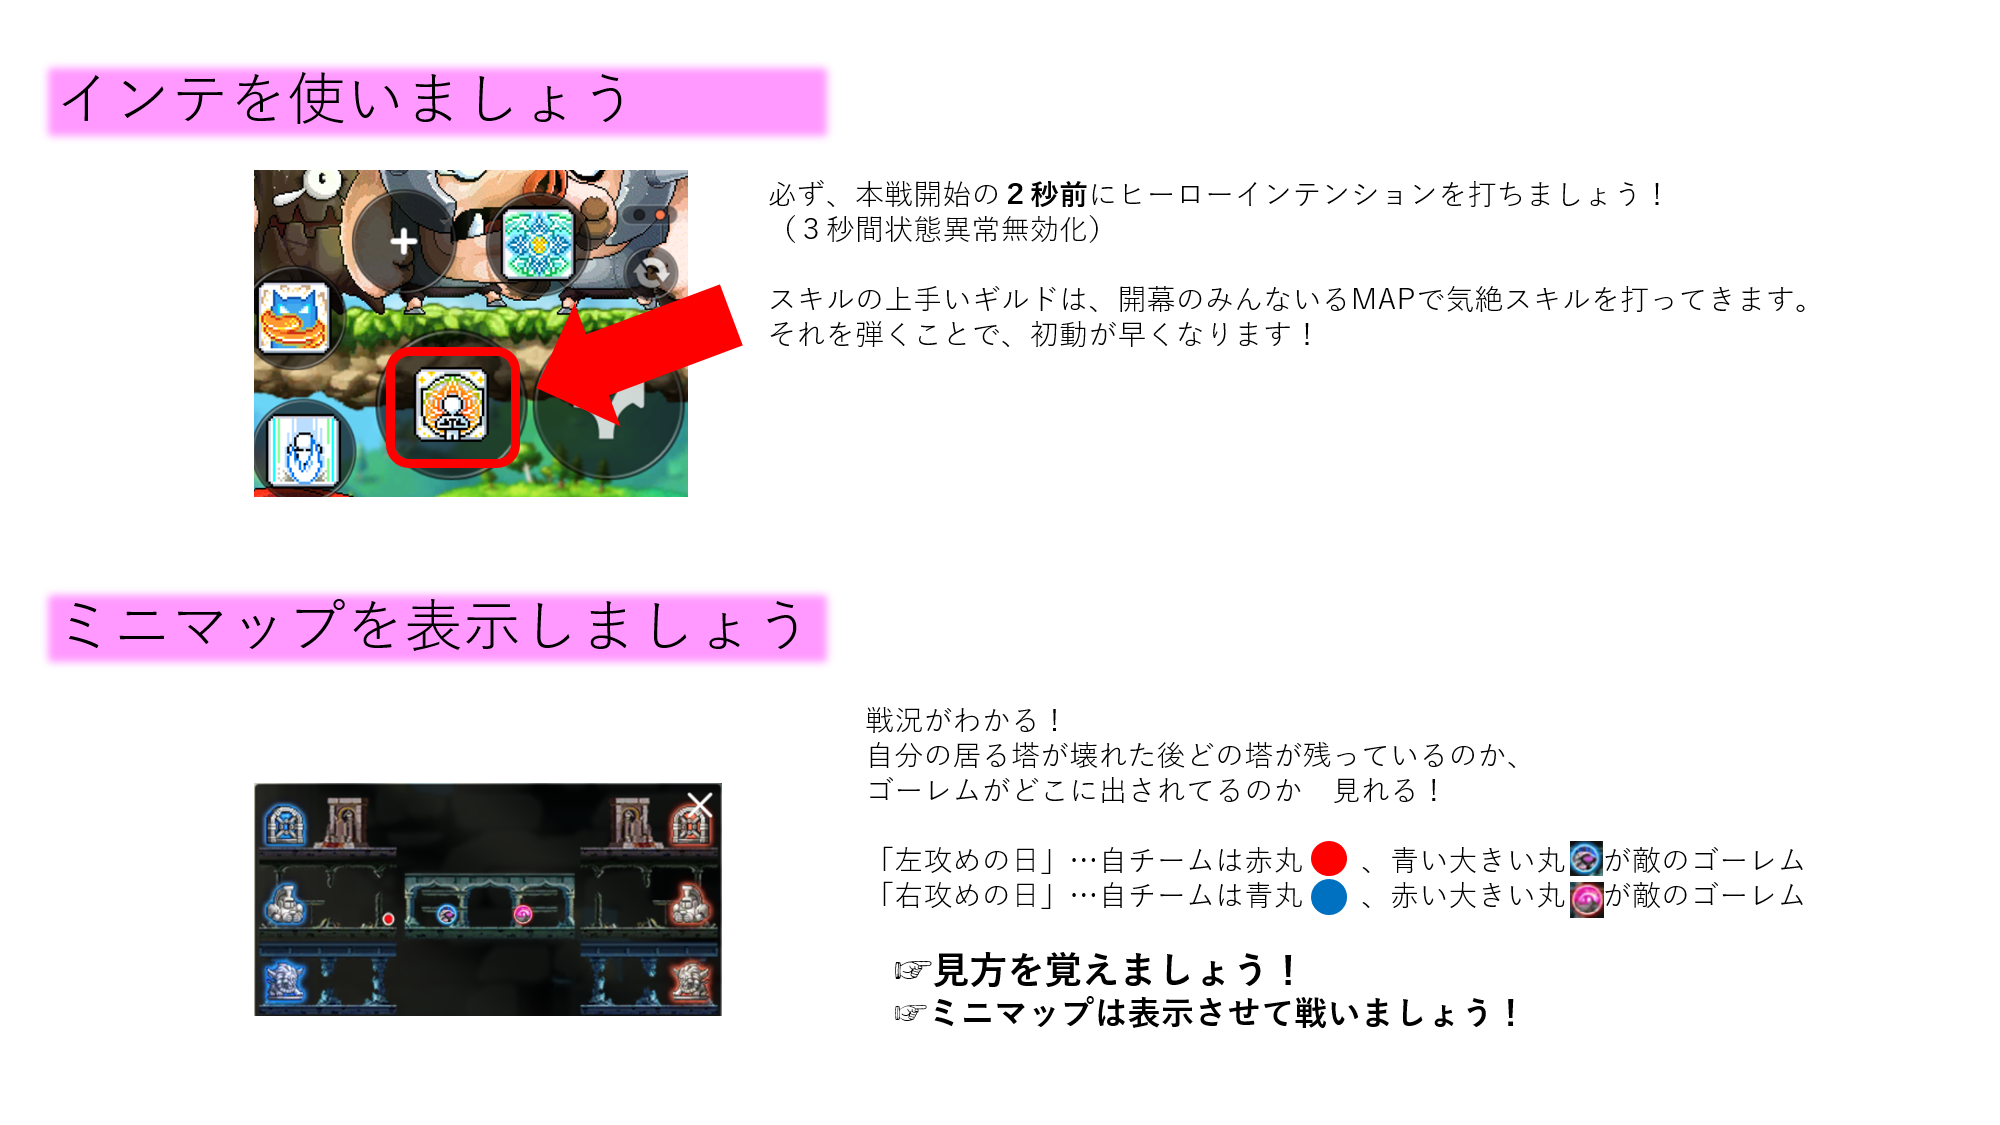 インテを使いましょう
必ず、本戦開始の２秒前にヒーローインテンションを打ちましょう！
（３秒間状態異常無効化）
スキルの上手いギルドは、開幕のみんないるMAPで気絶スキルを打ってきます。
それを弾くことで、初動が早くなります！
ミニマップを表示しましょう
戦況がわかる！
自分の居る塔が壊れた後どの塔が残っているのか、
ゴーレムがどこに出されてるのか　見れる！
「左攻めの日」…自チームは赤丸　、青い大きい丸　が敵のゴーレム
「右攻めの日」…自チームは青丸　、赤い大きい丸　が敵のゴーレム
☞見方を覚えましょう！
☞ミニマップは表示させて戦いましょう！